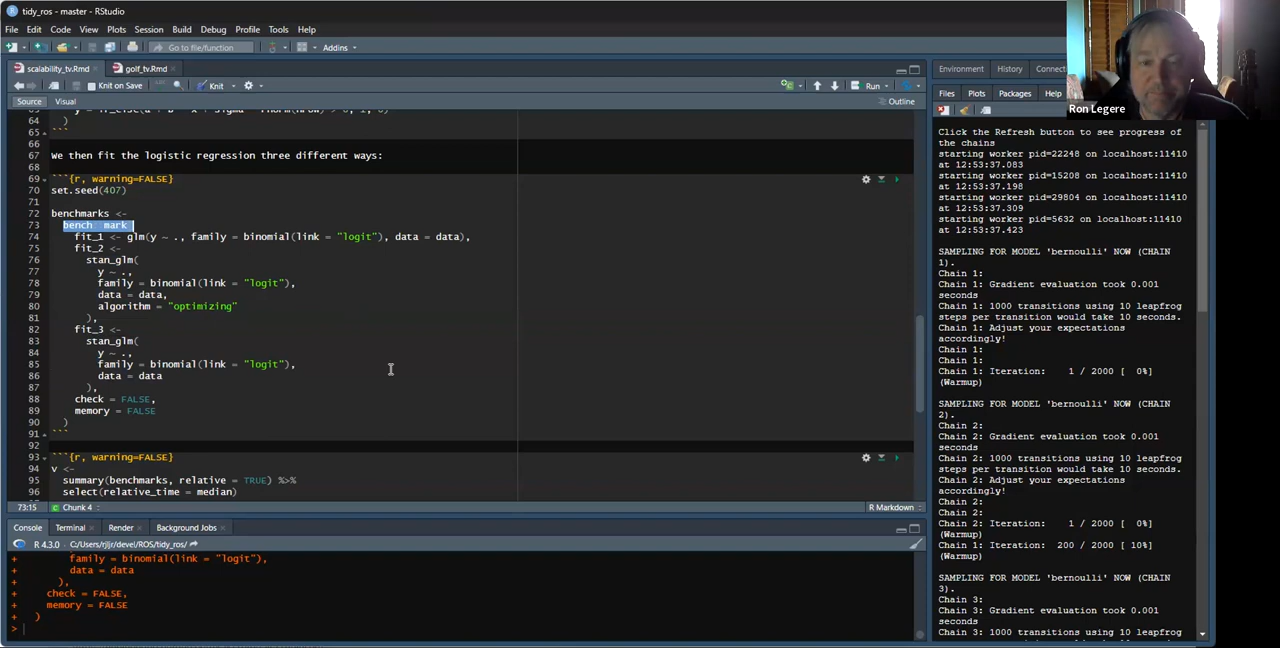 tidy_ros - master - RStudio
File Edit Code View Plots Session Build Debug Profile Tools Help
Go to file/function Addins
scalability_tv.Rmd golf_tv.Rmd
Knit on Save Knit Run
Source Visual Outline
64 )
65 ```
66
67 We then fit the logistic regression three different ways:
68
69 ```{r, warning=FALSE}
70 set.seed(407)
71
72 benchmarks <-
73 bench mark
74 fit_1 <- glm(y ~ ., family = binomial(link = "logit"), data = data),
75 fit_2 <-
76 stan_glm(
77 y ~ .,
78 family = binomial(link = "logit"),
79 data = data,
80 algorithm = "optimizing"
81 ),
82 fit_3 <-
83 stan_glm(
84 y ~ .,
85 family = binomial(link = "logit"),
86 data = data
87 ),
88 check = FALSE,
89 memory = FALSE
90 )
91 ```
92
93 ```{r, warning=FALSE}
94 v <-
95 summary(benchmarks, relative = TRUE) %>%
96 select(relative_time = median)
73:15 Chunk 4 R Markdown
Console Terminal Render Background Jobs
R 4.3.0 · C:/Users/rjljr/devel/ROS/tidy_ros/
+ family = binomial(link = "logit"),
+ data = data
+ ),
+ check = FALSE,
+ memory = FALSE
+ )
>
Environment History Connect
Files Plots Packages Help
Ron Legere
Click the Refresh button to see progress of
the chains
starting worker pid=22248 on localhost:11410
at 12:53:37.083
starting worker pid=15208 on localhost:11410
at 12:53:37.198
starting worker pid=29804 on localhost:11410
at 12:53:37.309
starting worker pid=5632 on localhost:11410
at 12:53:37.423
SAMPLING FOR MODEL 'bernoulli' NOW (CHAIN
1).
Chain 1:
Chain 1: Gradient evaluation took 0.001
seconds
Chain 1: 1000 transitions using 10 leapfrog
steps per transition would take 10 seconds.
Chain 1: Adjust your expectations
accordingly!
Chain 1:
Chain 1:
Chain 1: Iteration: 1 / 2000 [ 0%]
(Warmup)
SAMPLING FOR MODEL 'bernoulli' NOW (CHAIN
2).
Chain 2:
Chain 2: Gradient evaluation took 0.001
seconds
Chain 2: 1000 transitions using 10 leapfrog
steps per transition would take 10 seconds.
Chain 2: Adjust your expectations
accordingly!
Chain 2:
Chain 2:
Chain 2: Iteration: 1 / 2000 [ 0%]
(Warmup)
Chain 1: Iteration: 200 / 2000 [ 10%]
(Warmup)
SAMPLING FOR MODEL 'bernoulli' NOW (CHAIN
3).
Chain 3:
Chain 3: Gradient evaluation took 0.001
seconds
Chain 3: 1000 transitions using 10 leapfrog